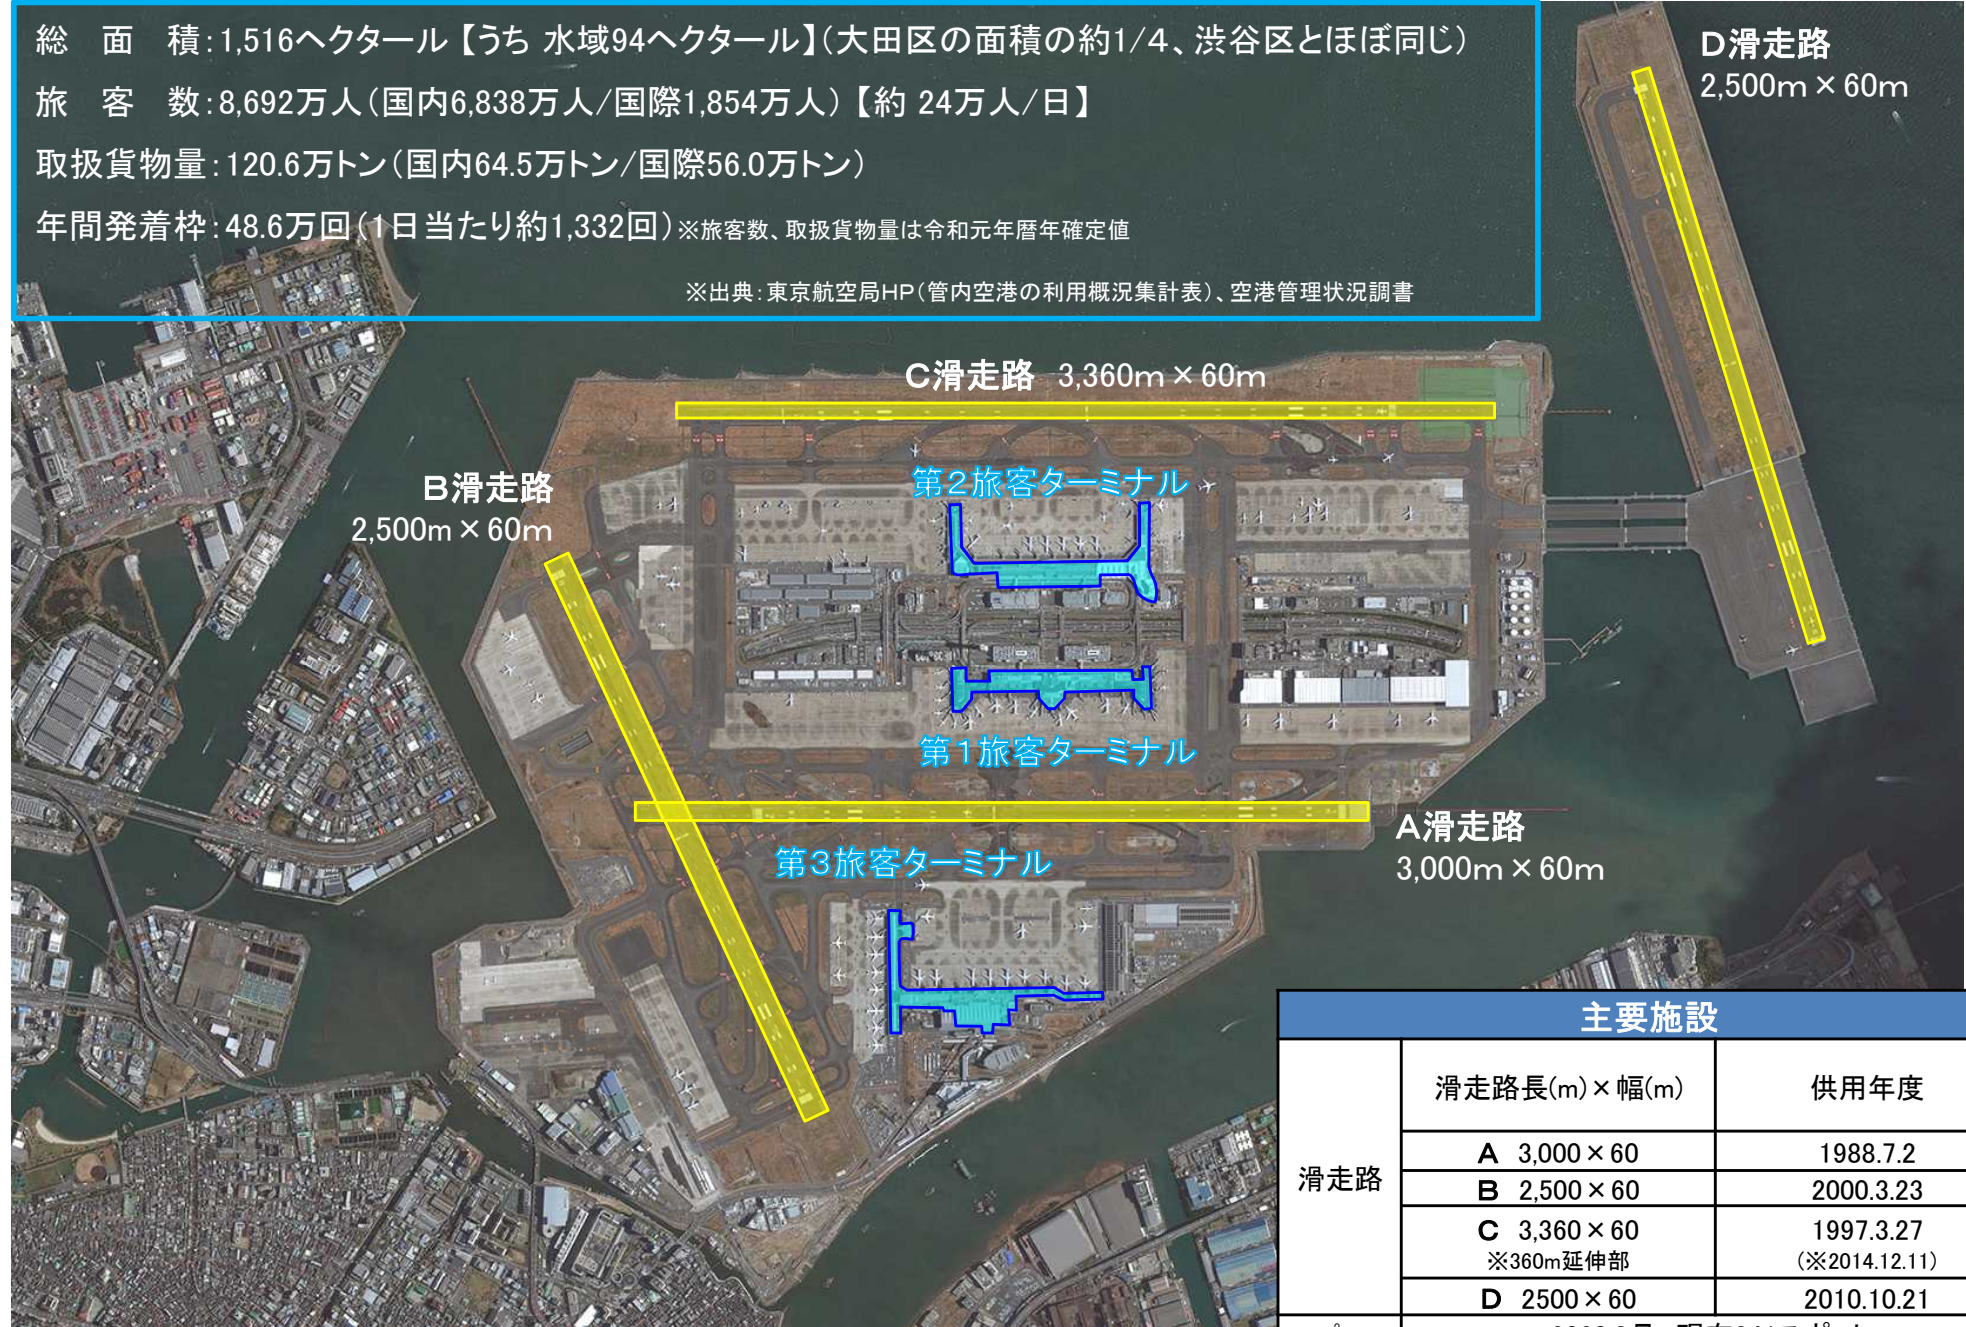 総　面　積：1,516ヘクタール【うち 水域94ヘクタール】（大田区の面積の約1/4、渋谷区とほぼ同じ）
旅　客　数：8,692万人（国内6,838万人/国際1,854万人）【約 24万人/日】
取扱貨物量：120.6万トン（国内64.5万トン/国際56.0万トン）
年間発着枠：48.6万回（1日当たり約1,332回）※旅客数、取扱貨物量は令和元年暦年確定値
※出典：東京航空局HP（管内空港の利用概況集計表）、空港管理状況調書
D滑走路
2,500m×60m
C滑走路 3,360m×60m
B滑走路
2,500m×60m
第2旅客ターミナル
第1旅客ターミナル
A滑走路
3,000m×60m
第3旅客ターミナル
主要施設
滑走路
滑走路長(m)×幅(m) 供用年度
A 3,000×60 1988.7.2
B 2,500×60 2000.3.23
C 3,360×60 1997.3.27
※360m延伸部 (※2014.12.11)
D 2500×60 2010.10.21